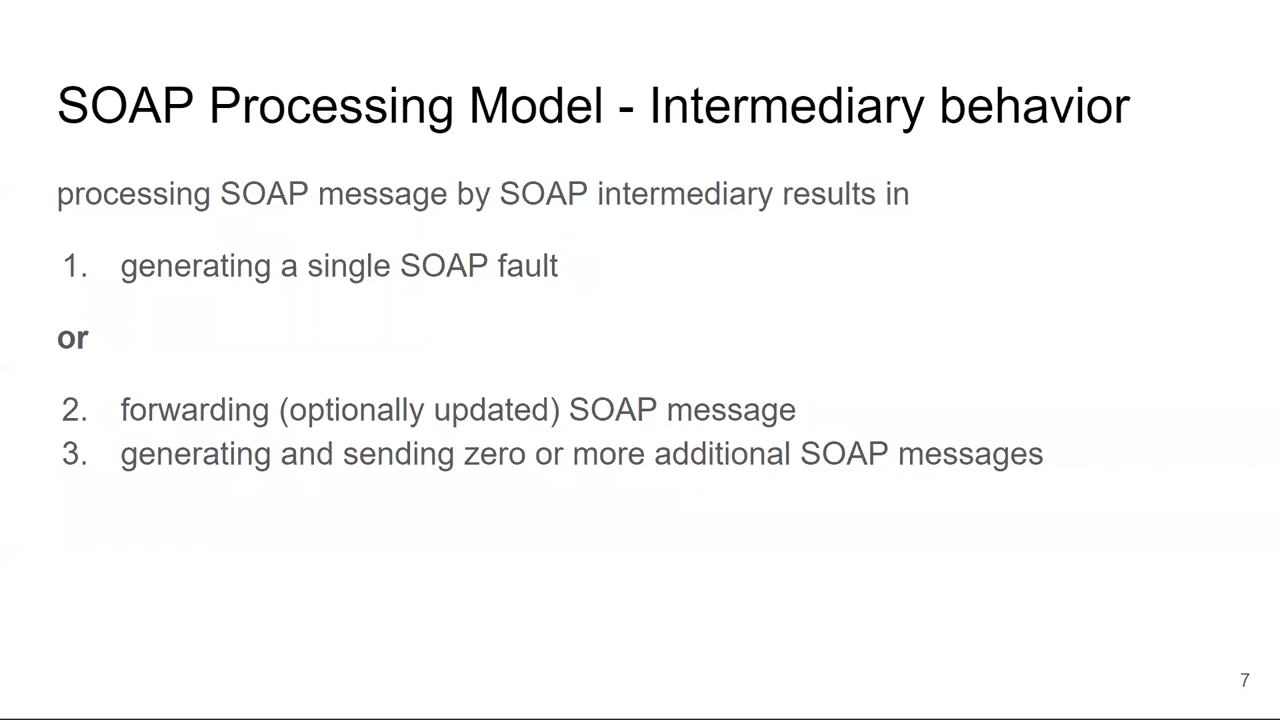 SOAP Processing Model - Intermediary behavior
processing SOAP message by SOAP intermediary results in
1. generating a single SOAP fault
or
2. forwarding (optionally updated) SOAP message
3. generating and sending zero or more additional SOAP messages
7